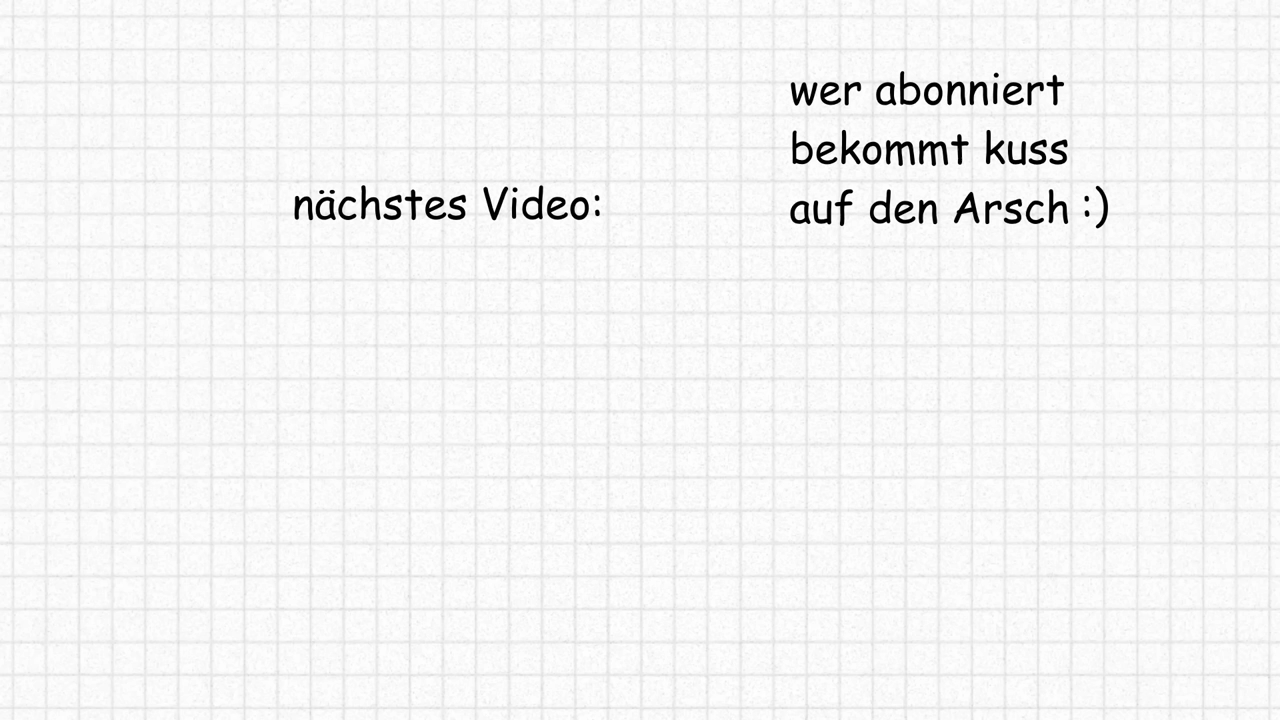 nächstes Video:
wer abonniert
bekommt kuss
auf den Arsch :)